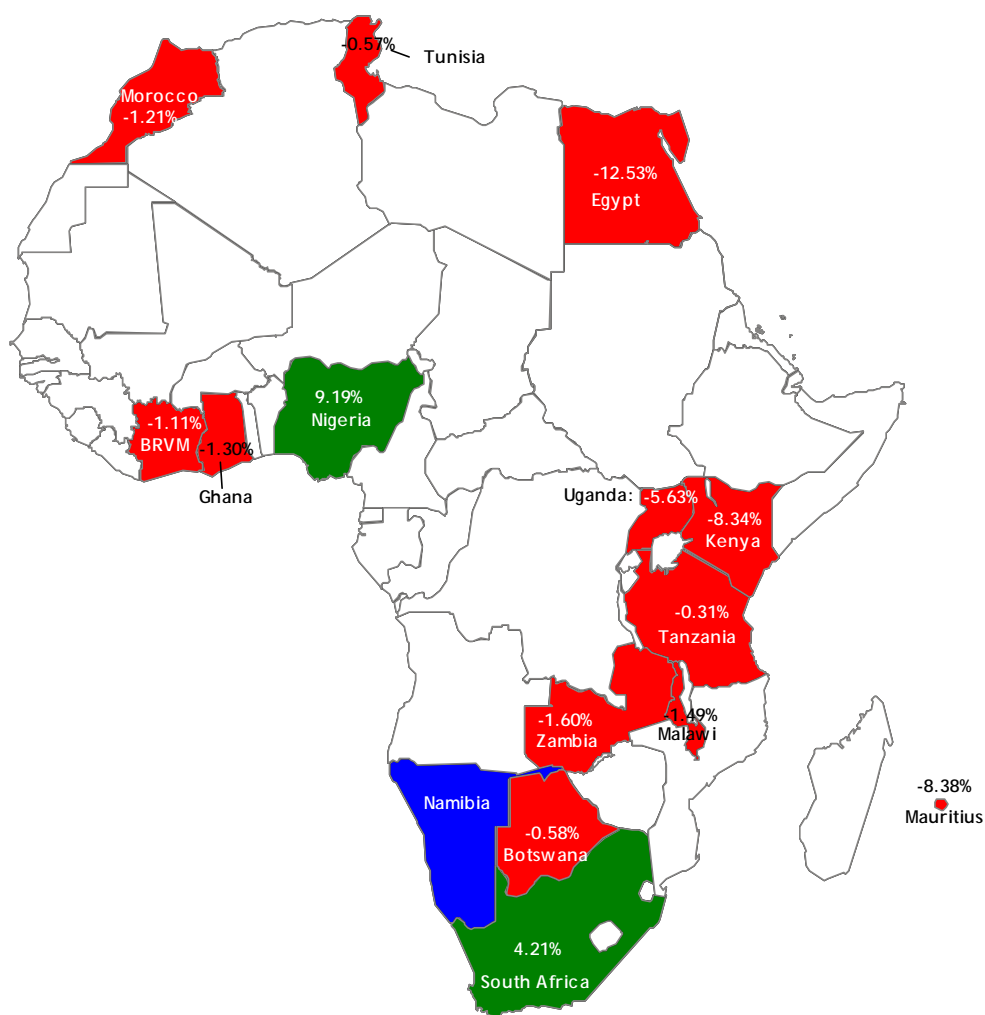 -0.57%
Tunisia
Morocco
-1.21%
-12.53%
Egypt
9.19%
Nigeria
-1.11%
BRVM
-1.30%
Ghana
Uganda:
-5.63%
-8.34%
Kenya
-0.31%
Tanzania
-1.60%
Zambia
-1.49%
Malawi
-8.38%
Mauritius
Namibia
-0.58%
Botswana
4.21%
South Africa